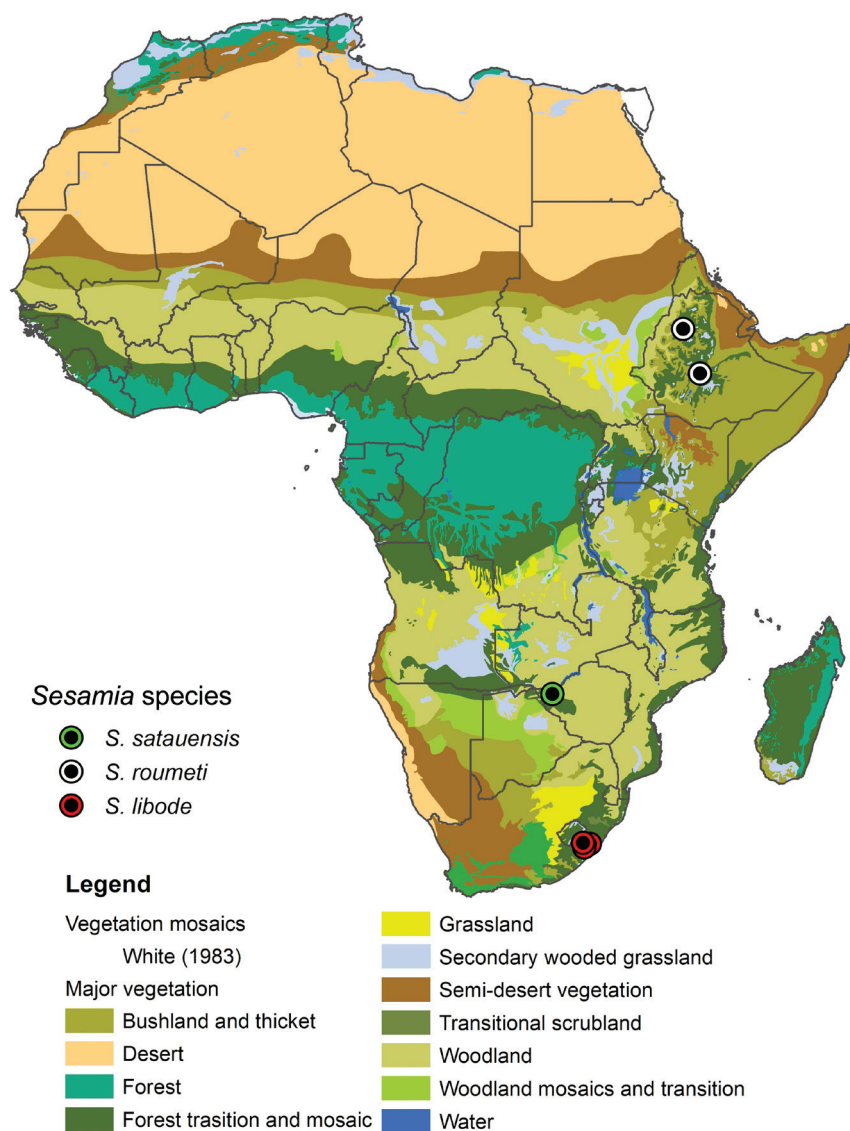 Sesamia species
S. satauensis
S. roumeti
S. libode
Legend
Vegetation mosaics
White (1983)
Major vegetation
Bushland and thicket
Desert
Forest
Forest trasition and mosaic
Grassland
Secondary wooded grassland
Semi-desert vegetation
Transitional scrubland
Woodland
Woodland mosaics and transition
Water